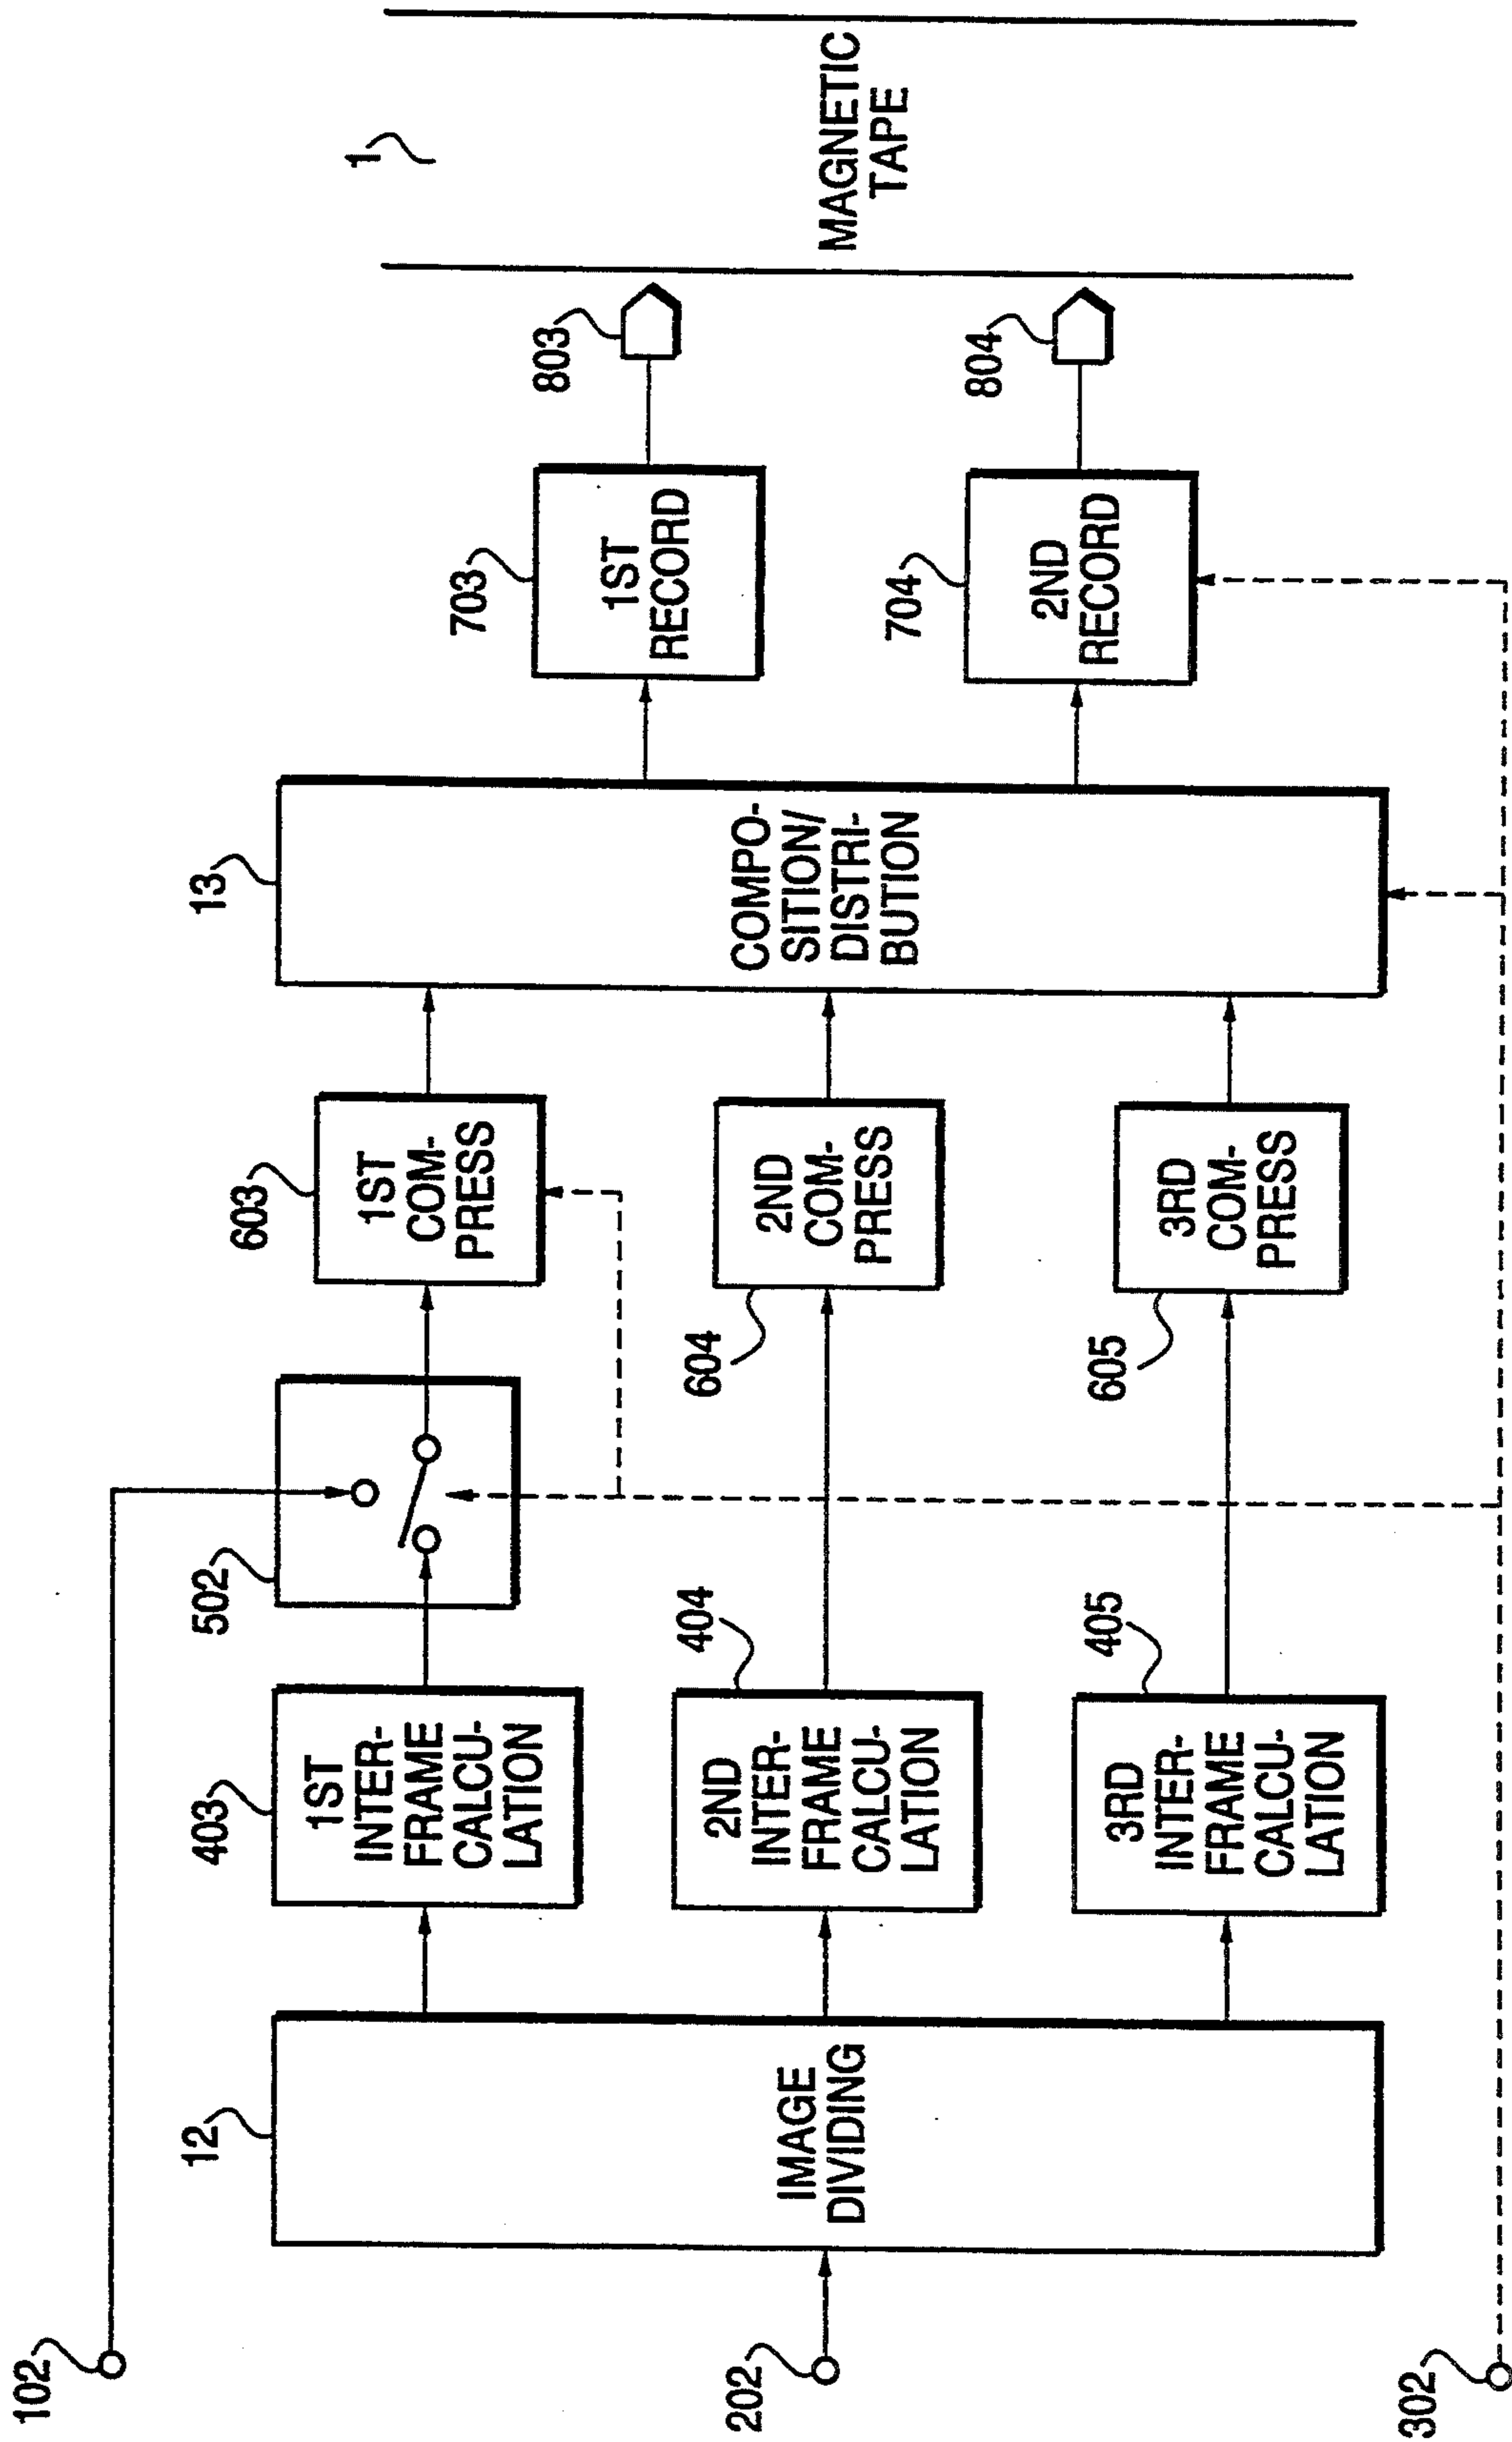 102
202
302
12
IMAGE
DIVIDING
403
1ST
INTER-
FRAME
CALCU-
LATION
404
2ND
INTER-
FRAME
CALCU-
LATION
405
3RD
INTER-
FRAME
CALCU-
LATION
502
603
1ST
COM-
PRESS
604
2ND
COM-
PRESS
605
3RD
COM-
PRESS
13
COMPO-
SITION/
DISTRI-
BUTION
703
1ST
RECORD
704
2ND
RECORD
803
804
1
MAGNETIC
TAPE